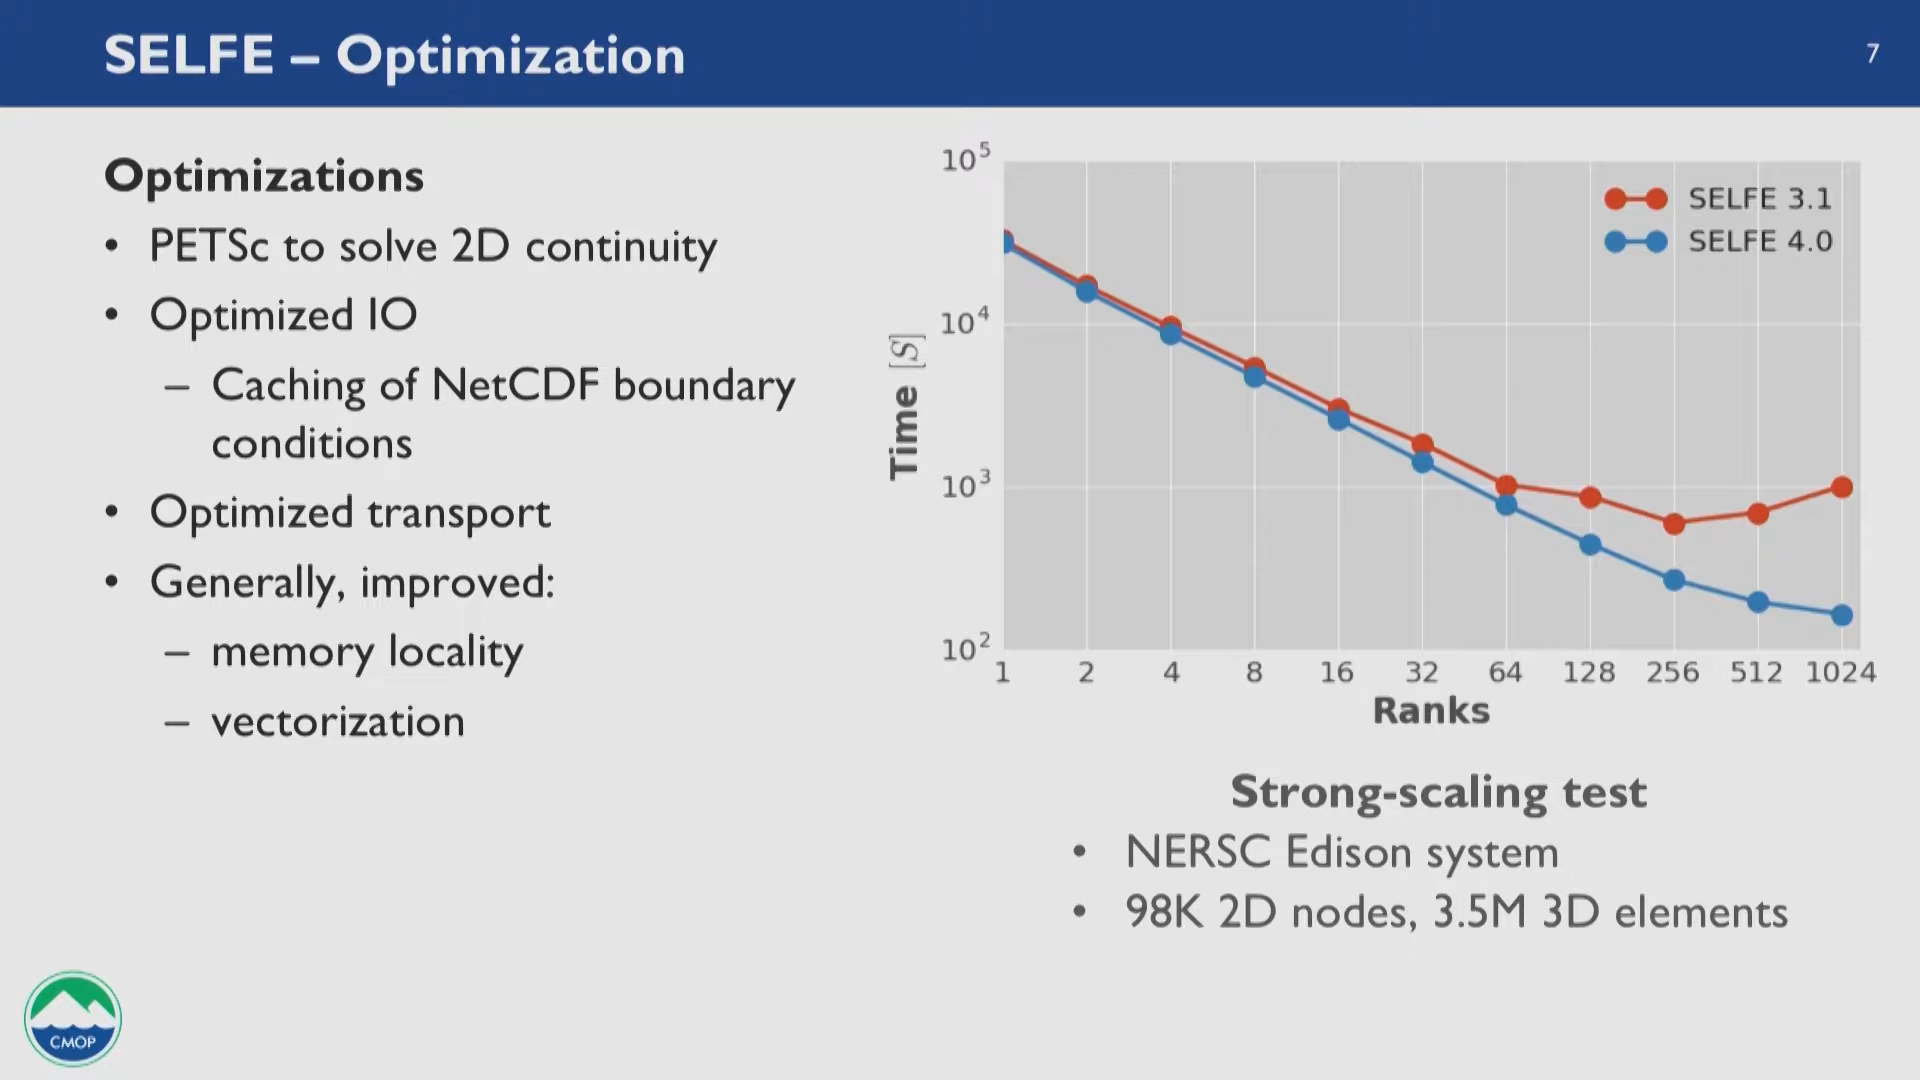 SELFE – Optimization
7
Optimizations
• PETSc to solve 2D continuity
• Optimized IO
– Caching of NetCDF boundary
conditions
• Optimized transport
• Generally, improved:
– memory locality
– vectorization
10^5
10^4
10^3
10^2
Time [S]
SELFE 3.1
SELFE 4.0
1 2 4 8 16 32 64 128 256 512 1024
Ranks
Strong-scaling test
• NERSC Edison system
• 98K 2D nodes, 3.5M 3D elements
CMOP